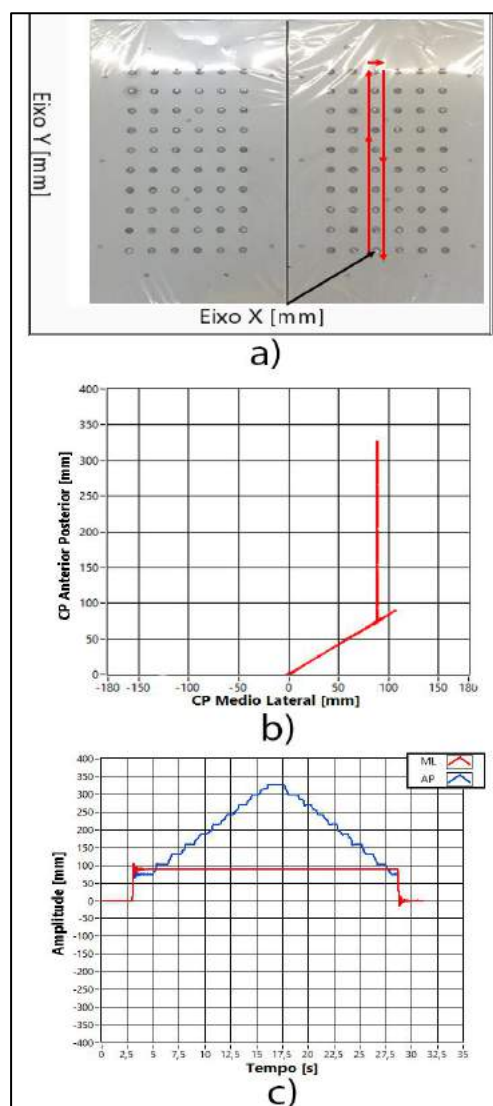 Eixo Y [mm]
Eixo X [mm]
a)
CP Anterior Posterior [mm]
400
350
300
250
200
150
100
50
0
-180 -150 -100 -50 0 50 100 150 180
CP Medio Lateral [mm]
b)
ML
AP
Amplitude [mm]
400
350
300
250
200
150
100
50
0
-50
-100
-150
-200
-250
-300
-350
-400
0 2,5 5 7,5 10 12,5 15 17,5 20 22,5 25 27,5 30 32,5 35
Tempo [s]
c)